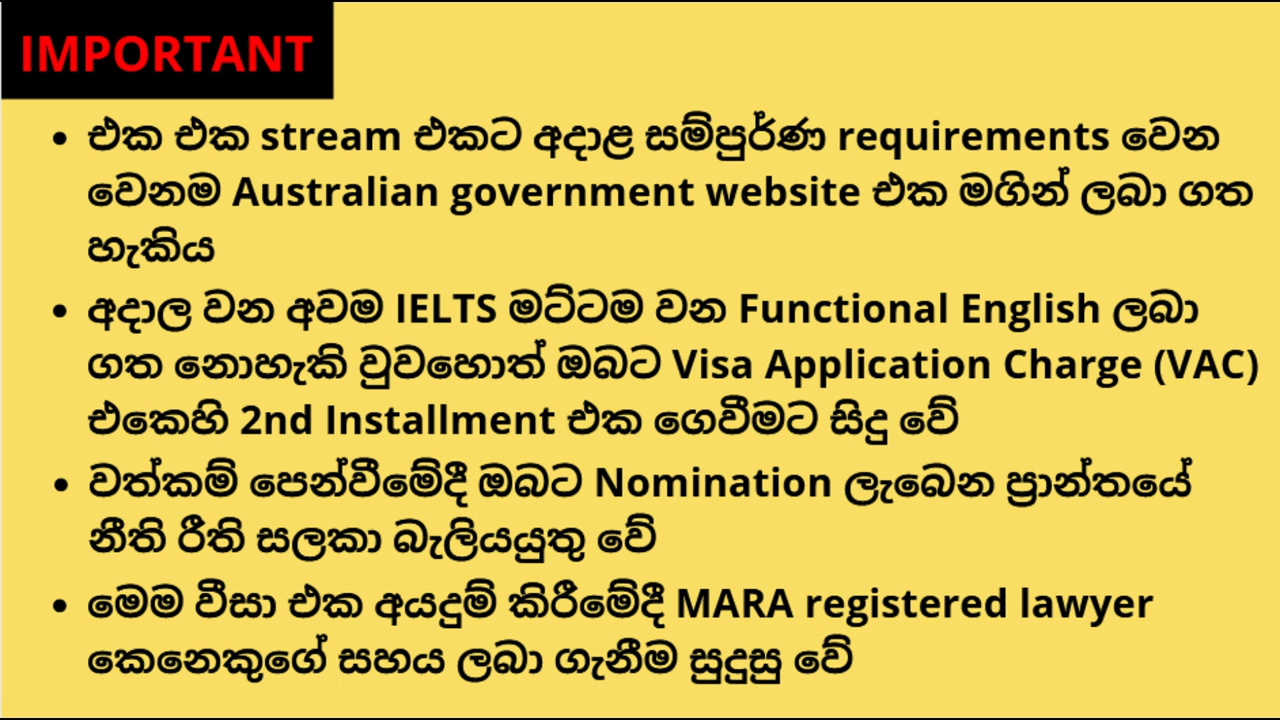 IMPORTANT
• එක එක stream එකට අදාළ සම්පුර්ණ requirements වෙන
වෙනම Australian government website එක මගින් ලබා ගත
හැකිය
• අදාල වන අවම IELTS මට්ටම වන Functional English ලබා
ගත නොහැකි වුවහොත් ඔබට Visa Application Charge (VAC)
එකෙහි 2nd Installment එක ගෙවීමට සිදු වේ
• වත්කම් පෙන්වීමේදී ඔබට Nomination ලැබෙන ප්‍රාන්තයේ
නීති රීති සලකා බැලියයුතු වේ
• මෙම වීසා එක අයදුම් කිරීමේදී MARA registered lawyer
කෙනෙකුගේ සහය ලබා ගැනීම සුදුසු වේ